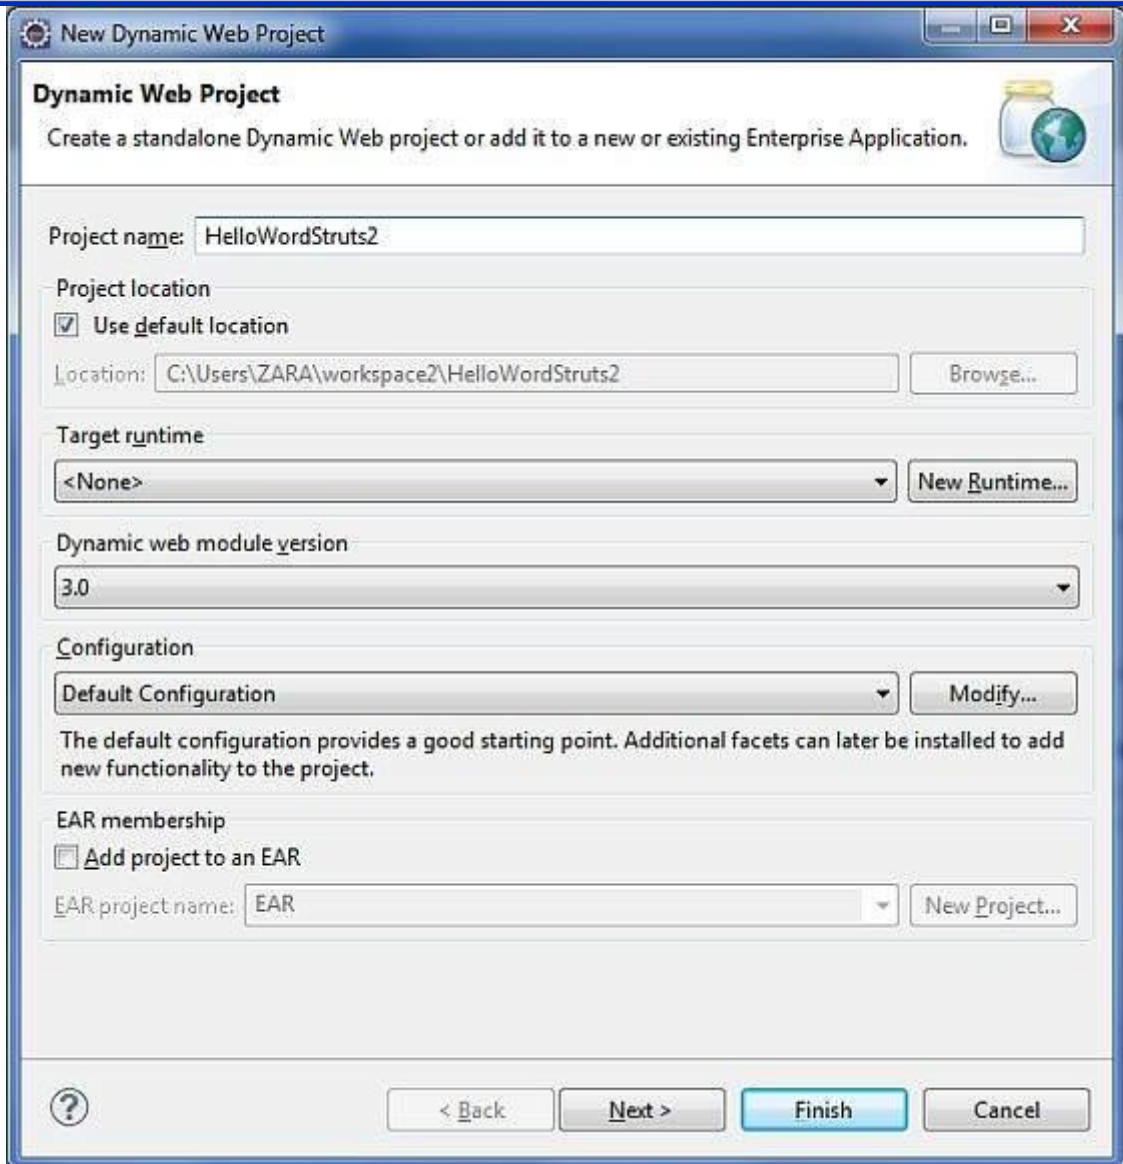 New Dynamic Web Project
Dynamic Web Project
Create a standalone Dynamic Web project or add it to a new or existing Enterprise Application.
Project name: HelloWordStruts2
Project location
Use default location
Location: C:\Users\ZARA\workspace2\HelloWordStruts2 Browse...
Target runtime
<None> New Runtime...
Dynamic web module version
3.0
Configuration
Default Configuration Modify...
The default configuration provides a good starting point. Additional facets can later be installed to add
new functionality to the project.
EAR membership
Add project to an EAR
EAR project name: EAR New Project...
? < Back Next > Finish Cancel